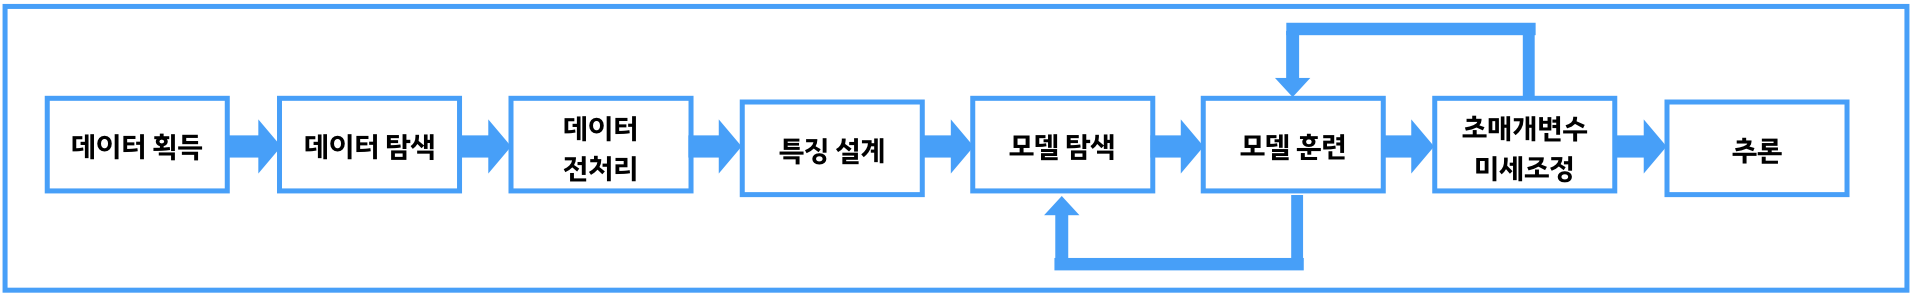 데이터 획득
데이터 탐색
데이터
전처리
특징 설계
모델 탐색
모델 훈련
초매개변수
미세조정
추론